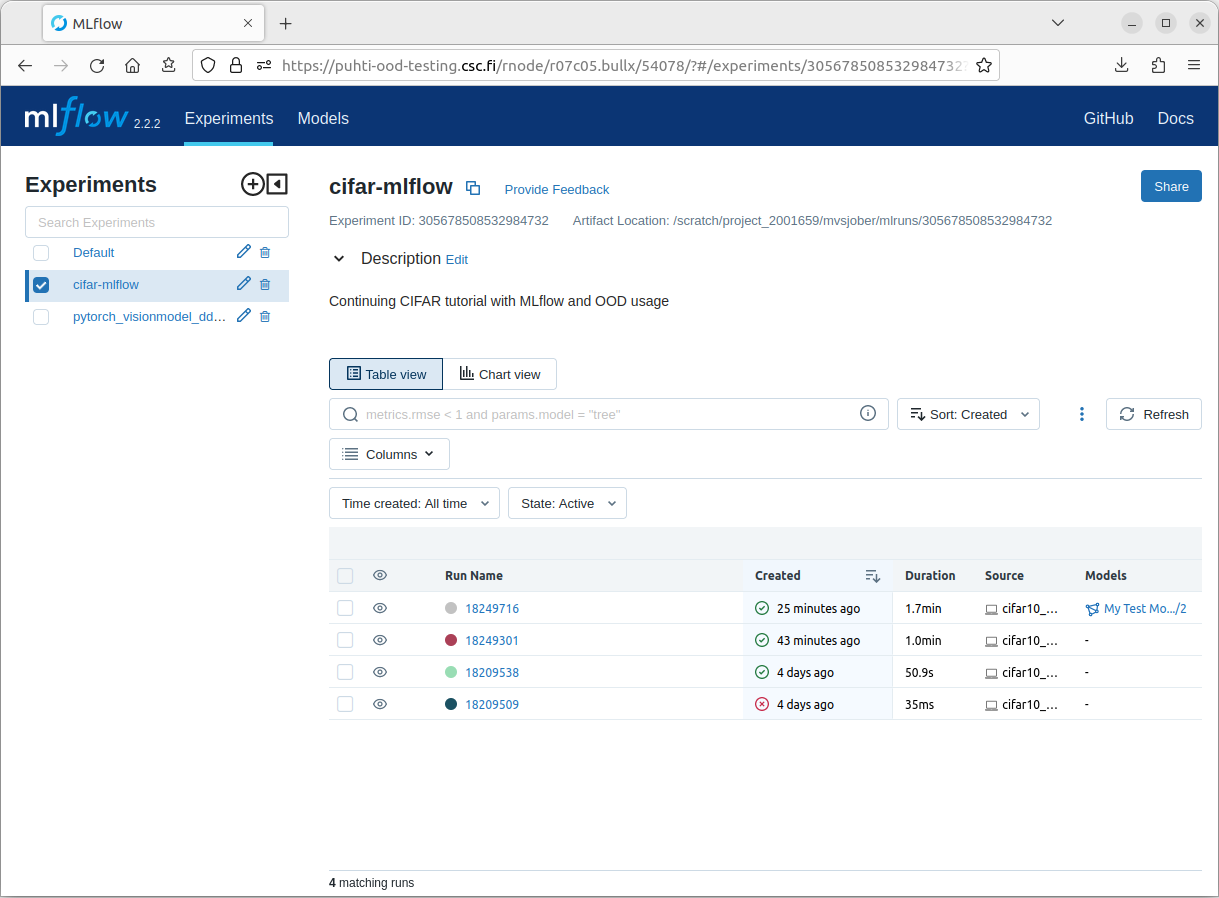 MLflow
https://puhti-ood-testing.csc.fi/rnode/r07c05.bullx/54078/?#/experiments/305678508532984732
mlflow 2.2.2 Experiments Models GitHub Docs
Experiments
Search Experiments
Default
cifar-mlflow
pytorch_visionmodel_dd...
cifar-mlflow Provide Feedback Share
Experiment ID: 305678508532984732 Artifact Location: /scratch/project_2001659/mvsjober/mlruns/305678508532984732
Description Edit
Continuing CIFAR tutorial with MLflow and OOD usage
Table view Chart view
metrics.rmse < 1 and params.model = "tree" Sort: Created Refresh
Columns
Time created: All time State: Active
Run Name Created Duration Source Models
18249716 25 minutes ago 1.7min cifar10_... My Test Mo.../2
18249301 43 minutes ago 1.0min cifar10_... -
18209538 4 days ago 50.9s cifar10_... -
18209509 4 days ago 35ms cifar10_... -
4 matching runs